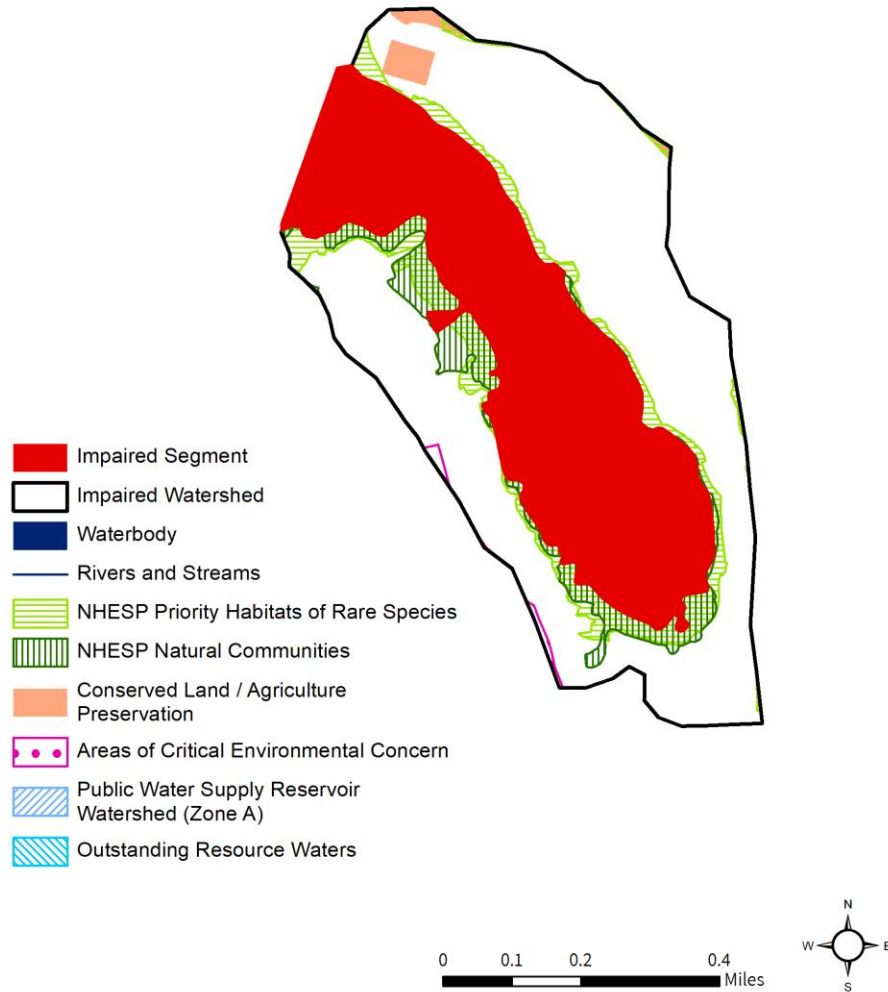 Impaired Segment
Impaired Watershed
Waterbody
Rivers and Streams
NHESP Priority Habitats of Rare Species
NHESP Natural Communities
Conserved Land / Agriculture
Preservation
Areas of Critical Environmental Concern
Public Water Supply Reservoir
Watershed (Zone A)
Outstanding Resource Waters
N
W E
S
0 0.1 0.2 0.4
Miles